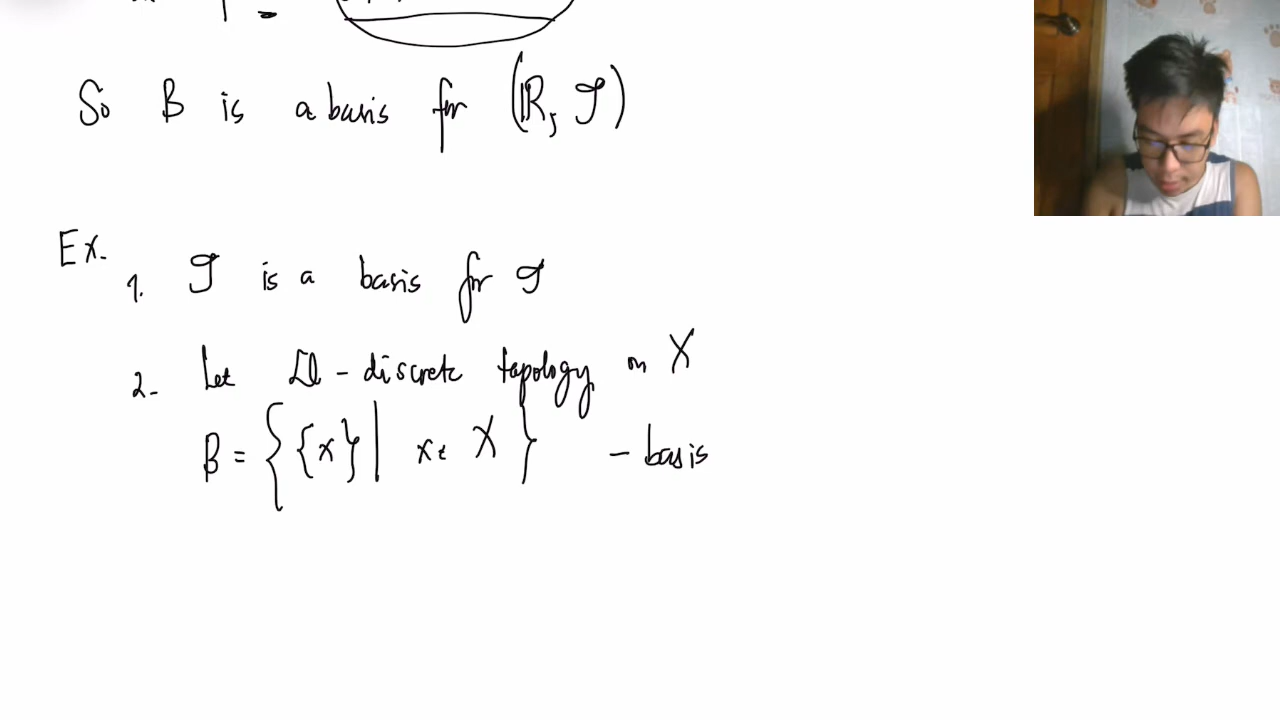 So B is a basis for (ℝ, 𝒯)
Ex.
1. 𝒯 is a basis for 𝒯
2. Let 𝒟 - discrete topology on X
B = { {x} | x ∈ X } - basis